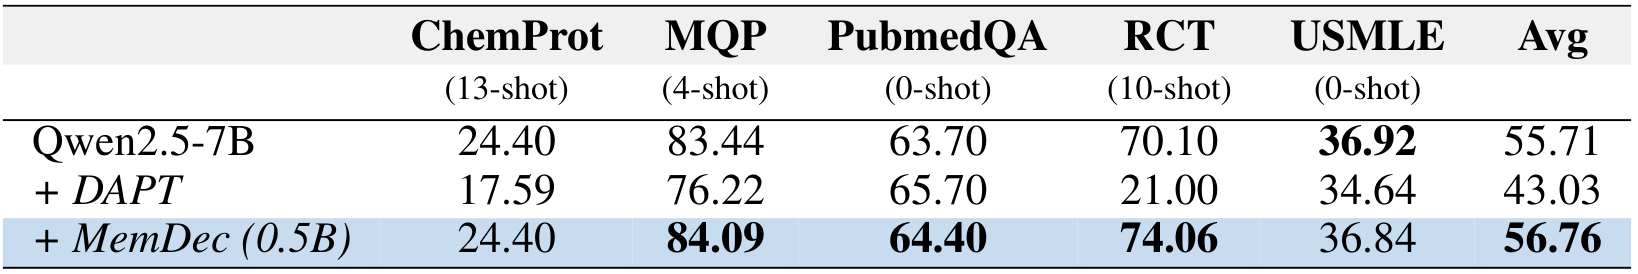 ChemProt MQP PubmedQA RCT USMLE Avg
(13-shot) (4-shot) (0-shot) (10-shot) (0-shot)
Qwen2.5-7B 24.40 83.44 63.70 70.10 36.92 55.71
+ DAPT 17.59 76.22 65.70 21.00 34.64 43.03
+ MemDec (0.5B) 24.40 84.09 64.40 74.06 36.84 56.76